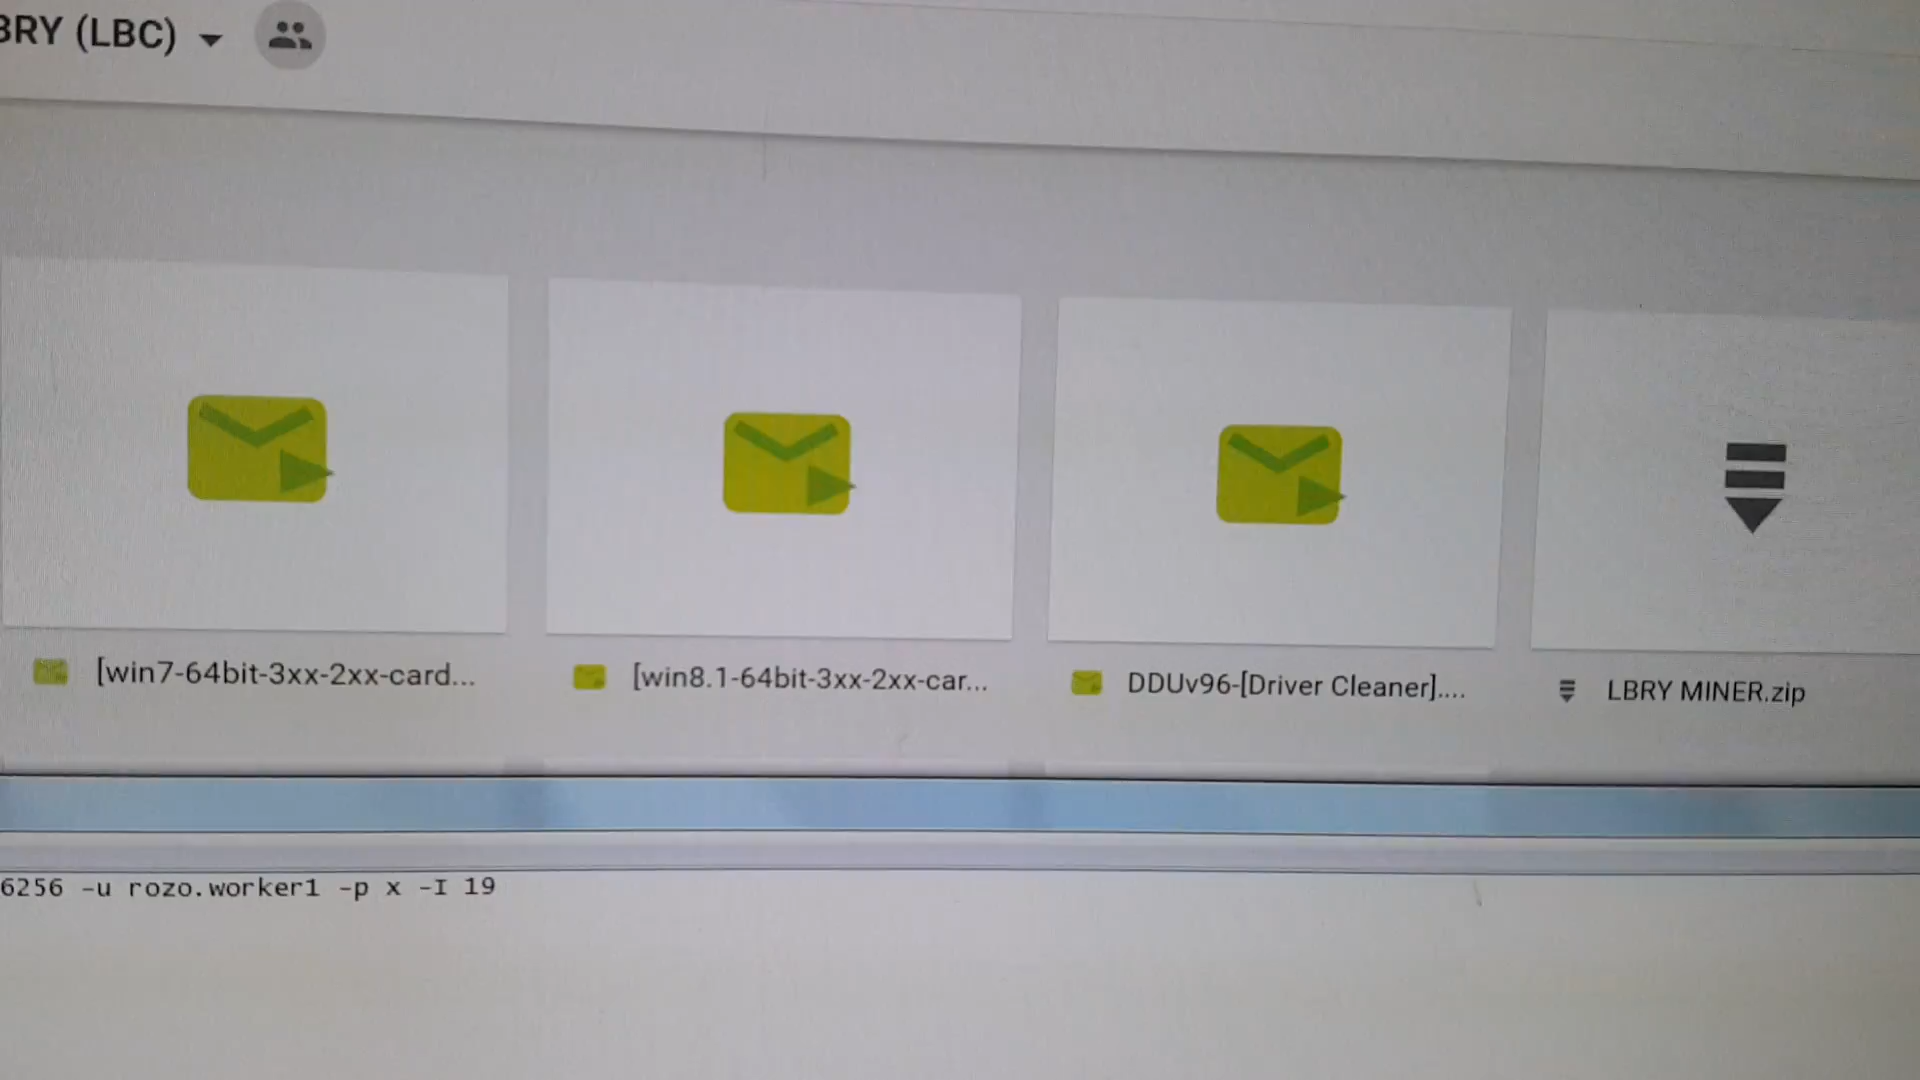 BRY (LBC)
[win7-64bit-3xx-2xx-card...
[win8.1-64bit-3xx-2xx-car...
DDUv96-[Driver Cleaner]....
LBRY MINER.zip
6256 -u rozo.worker1 -p x -I 19